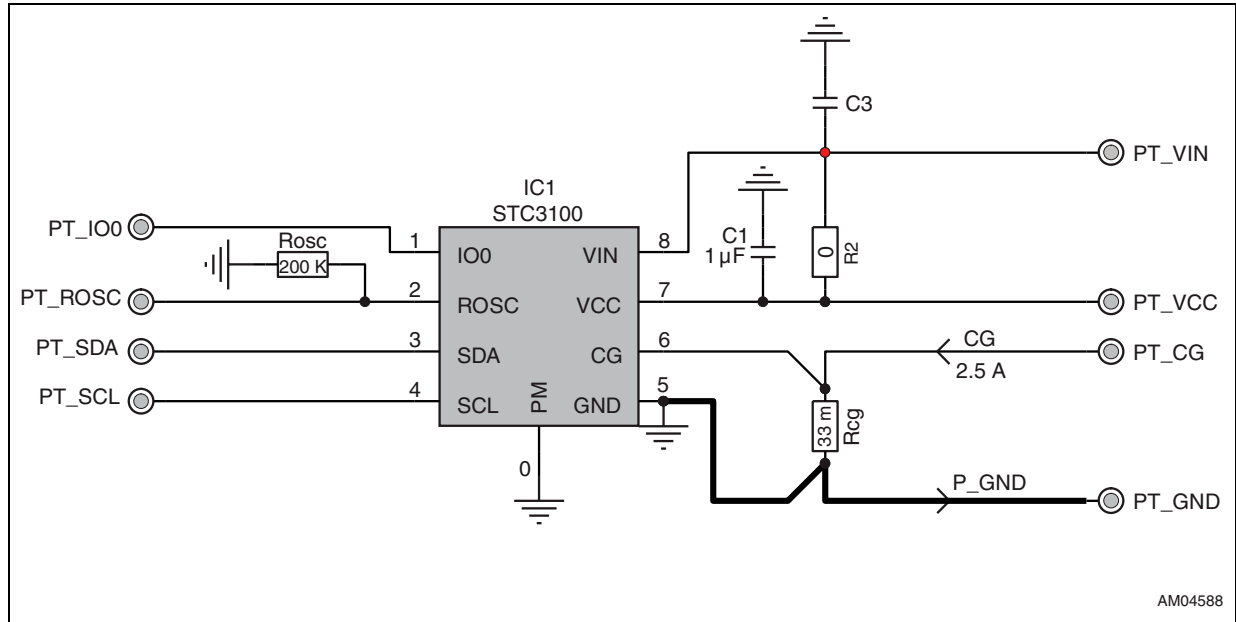 C3
PT_VIN
IC1
STC3100
PT_IO0
Rosc
200 K
1
IO0
VIN
8
C1
1 µF
0
R2
PT_ROSC
2
ROSC
VCC
7
PT_VCC
PT_SDA
3
SDA
CG
6
CG
2.5 A
PT_CG
PT_SCL
4
SCL
PM
GND
5
33 m
Rcg
0
P_GND
PT_GND
AM04588